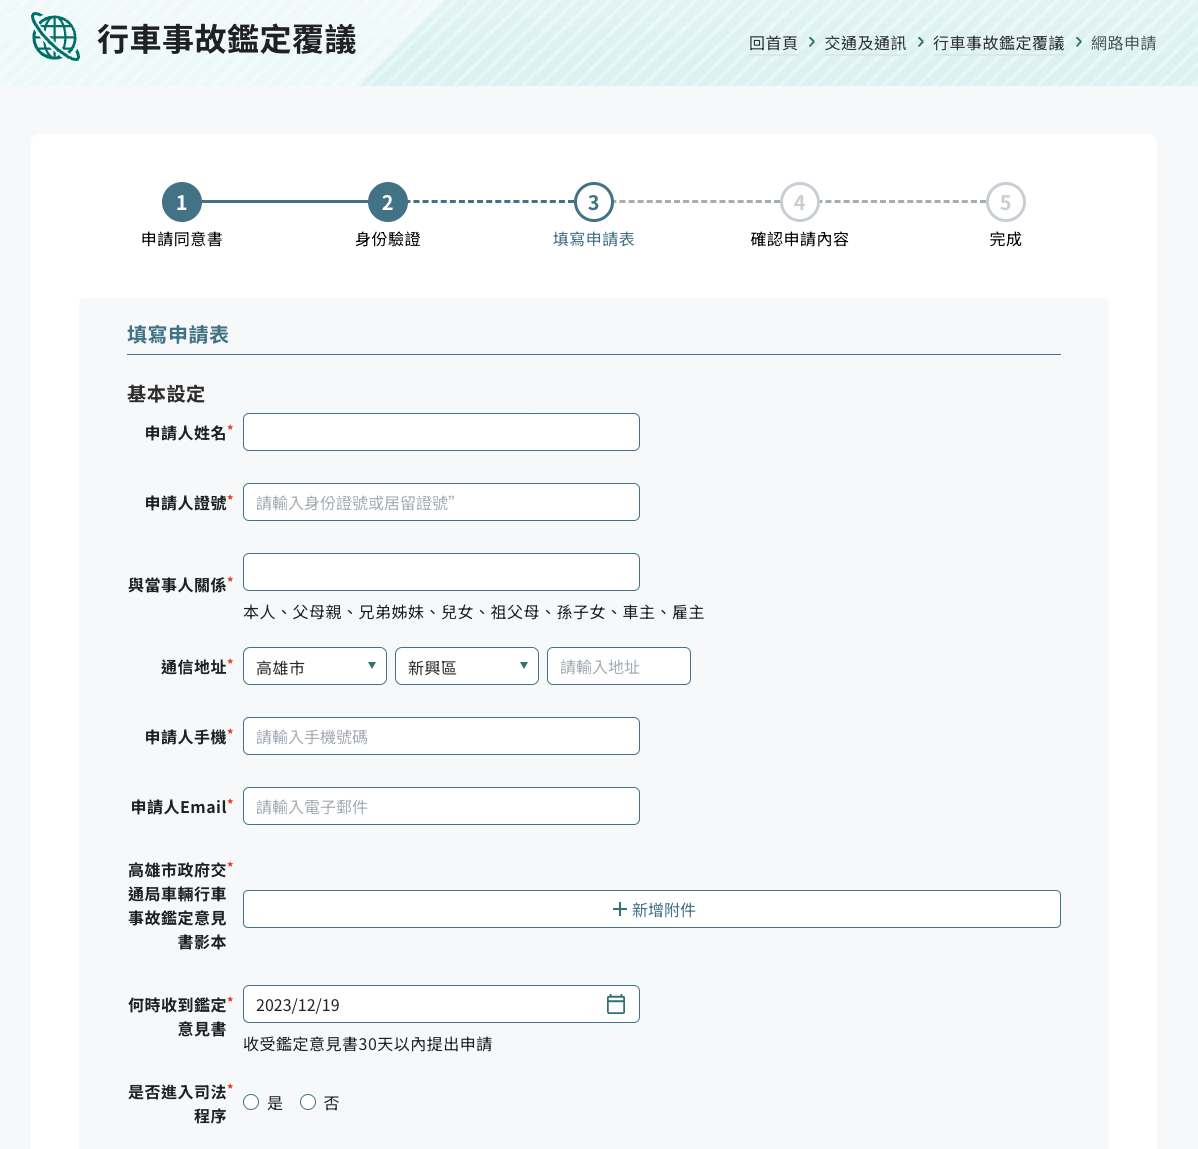 行車事故鑑定覆議
回首頁 > 交通及通訊 > 行車事故鑑定覆議 > 網路申請
1 2 3 4 5
申請同意書 身份驗證 填寫申請表 確認申請內容 完成
填寫申請表
基本設定
申請人姓名*
申請人證號* 請輸入身份證號或居留證號”
與當事人關係*
本人、父母親、兄弟姊妹、兒女、祖父母、孫子女、車主、雇主
通信地址* 高雄市 新興區 請輸入地址
申請人手機* 請輸入手機號碼
申請人Email* 請輸入電子郵件
高雄市政府交*
通局車輛行車
事故鑑定意見
書影本
+ 新增附件
何時收到鑑定*
意見書
2023/12/19
收受鑑定意見書30天以內提出申請
是否進入司法*
程序
是 否